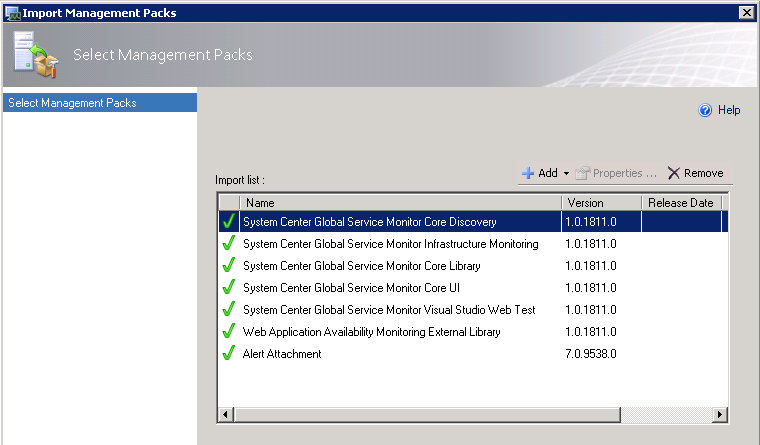 Import Management Packs
Select Management Packs
Select Management Packs
Help
Import list :
Add Properties ... Remove
Name Version Release Date
System Center Global Service Monitor Core Discovery 1.0.1811.0
System Center Global Service Monitor Infrastructure Monitoring 1.0.1811.0
System Center Global Service Monitor Core Library 1.0.1811.0
System Center Global Service Monitor Core UI 1.0.1811.0
System Center Global Service Monitor Visual Studio Web Test 1.0.1811.0
Web Application Availability Monitoring External Library 1.0.1811.0
Alert Attachment 7.0.9538.0